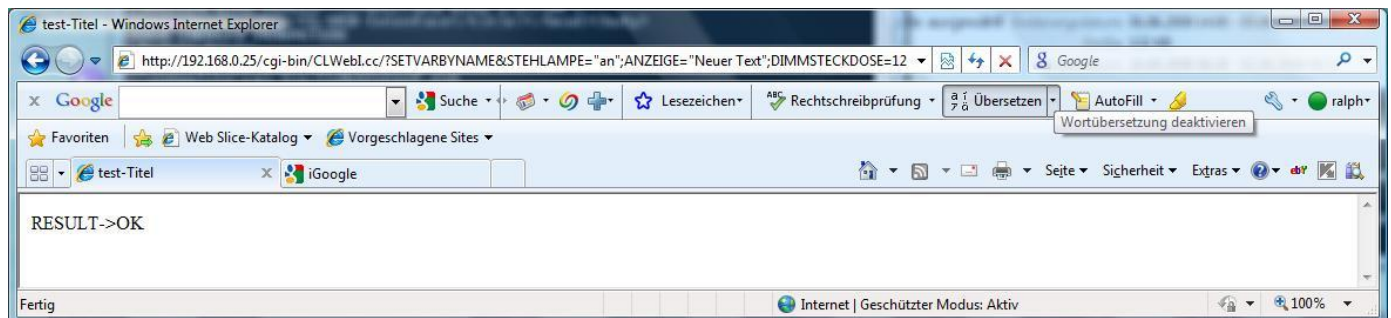 test-Titel - Windows Internet Explorer
http://192.168.0.25/cgi-bin/CLWebI.cc/?SETVARBYNAME&STEHLAMPE="an";ANZEIGE="Neuer Text";DIMMSTECKDOSE=12 Google
x Google Suche Lesezeichen Rechtschreibprüfung Übersetzen AutoFill ralph
Wortübersetzung deaktivieren
Favoriten Web Slice-Katalog Vorgeschlagene Sites
test-Titel x iGoogle Seite Sicherheit Extras
RESULT->OK
Fertig Internet | Geschützter Modus: Aktiv 100%